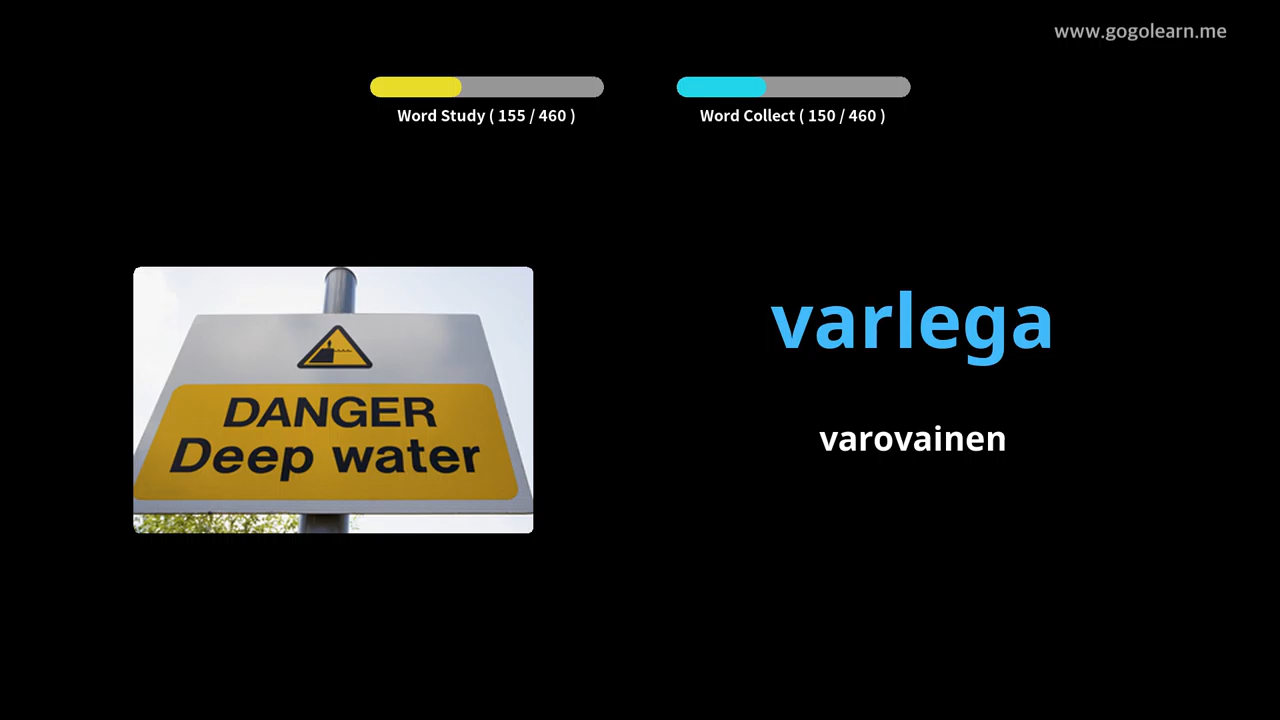 www.gogolearn.me
Word Study ( 155 / 460 )
Word Collect ( 150 / 460 )
DANGER
Deep water
varlega
varovainen